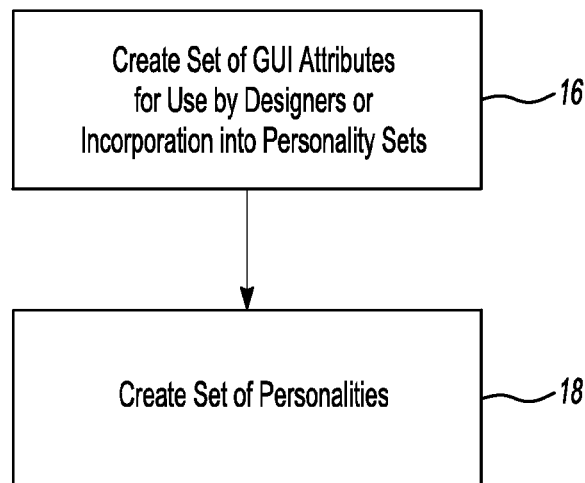 Create Set of GUI Attributes
for Use by Designers or
Incorporation into Personality Sets
16
Create Set of Personalities
18